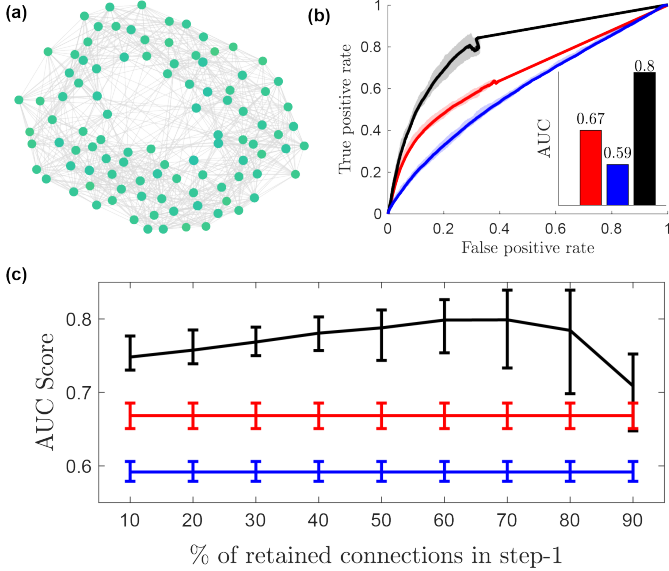 (a)
(b)
True positive rate
1
0.8
0.6
0.4
0.2
0
0 0.2 0.4 0.6 0.8 1
False positive rate
AUC
0.67
0.59
0.8
(c)
AUC Score
0.8
0.7
0.6
10 20 30 40 50 60 70 80 90
% of retained connections in step-1